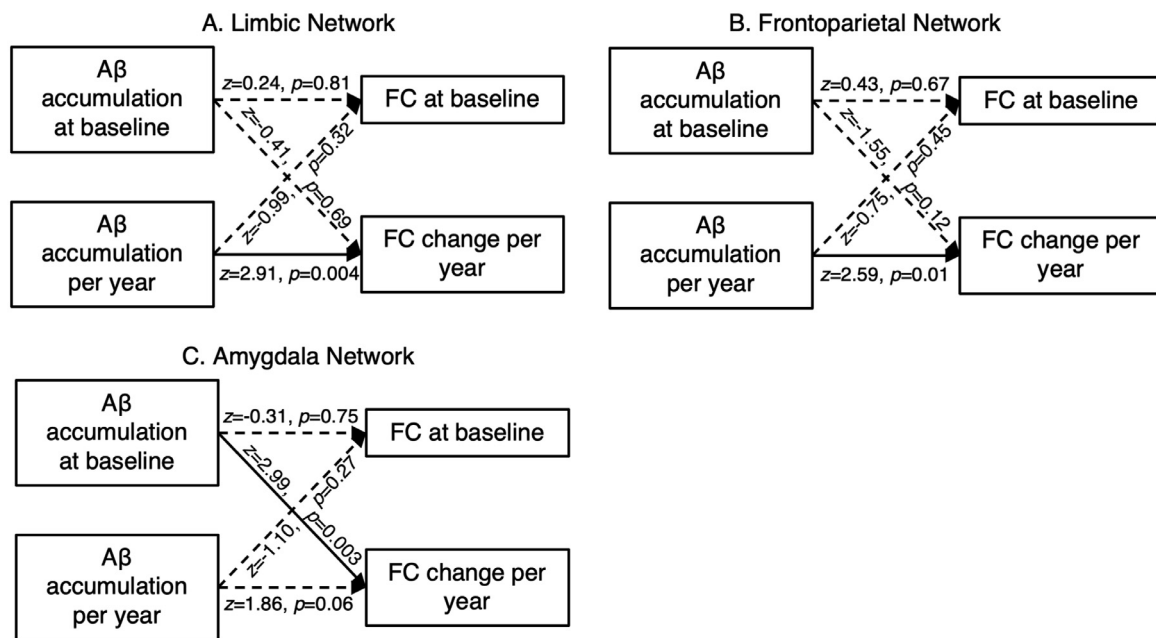 A. Limbic Network
Aβ
accumulation
at baseline
z=0.24, p=0.81
FC at baseline
z=-0.41, p=0.69
z=-0.99, p=0.32
Aβ
accumulation
per year
z=2.91, p=0.004
FC change per
year
B. Frontoparietal Network
Aβ
accumulation
at baseline
z=0.43, p=0.67
FC at baseline
z=-1.55, p=0.12
z=-0.75, p=0.45
Aβ
accumulation
per year
z=2.59, p=0.01
FC change per
year
C. Amygdala Network
Aβ
accumulation
at baseline
z=-0.31, p=0.75
FC at baseline
z=2.99, p=0.003
z=-1.10, p=0.27
Aβ
accumulation
per year
z=1.86, p=0.06
FC change per
year